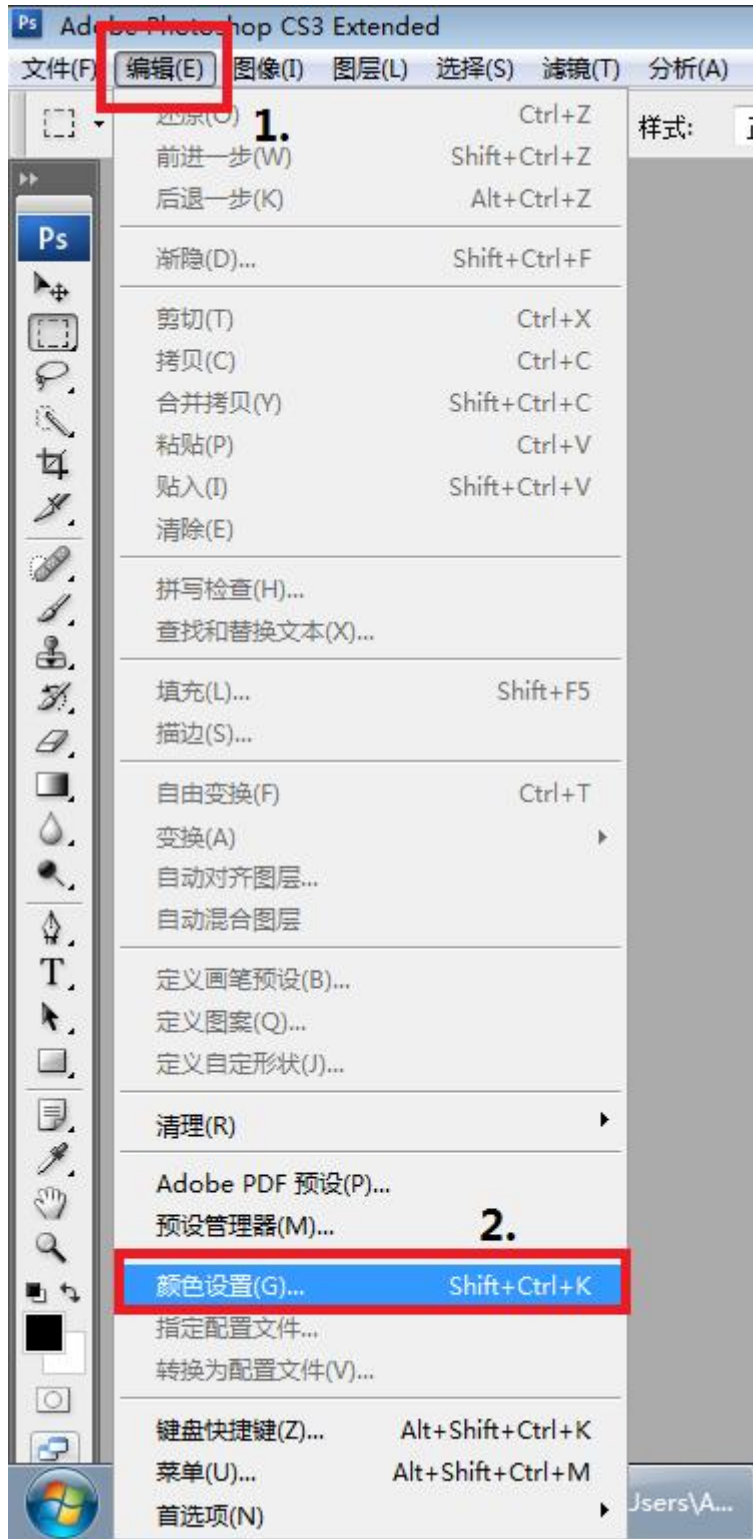 Ps Adobe Photoshop CS3 Extended
文件(F) 编辑(E) 图像(I) 图层(L) 选择(S) 滤镜(T) 分析(A)
还原(O) Ctrl+Z
1.
样式:
前进一步(W) Shift+Ctrl+Z
后退一步(K) Alt+Ctrl+Z
Ps
渐隐(D)... Shift+Ctrl+F
剪切(T) Ctrl+X
拷贝(C) Ctrl+C
合并拷贝(Y) Shift+Ctrl+C
粘贴(P) Ctrl+V
贴入(I) Shift+Ctrl+V
清除(E)
拼写检查(H)...
查找和替换文本(X)...
填充(L)... Shift+F5
描边(S)...
自由变换(F) Ctrl+T
变换(A)
自动对齐图层...
自动混合图层
定义画笔预设(B)...
T
定义图案(Q)...
定义自定形状(J)...
清理(R)
Adobe PDF 预设(P)...
预设管理器(M)...
2.
颜色设置(G)... Shift+Ctrl+K
指定配置文件...
转换为配置文件(V)...
键盘快捷键(Z)... Alt+Shift+Ctrl+K
菜单(U)... Alt+Shift+Ctrl+M
首选项(N)
Jsers\A...